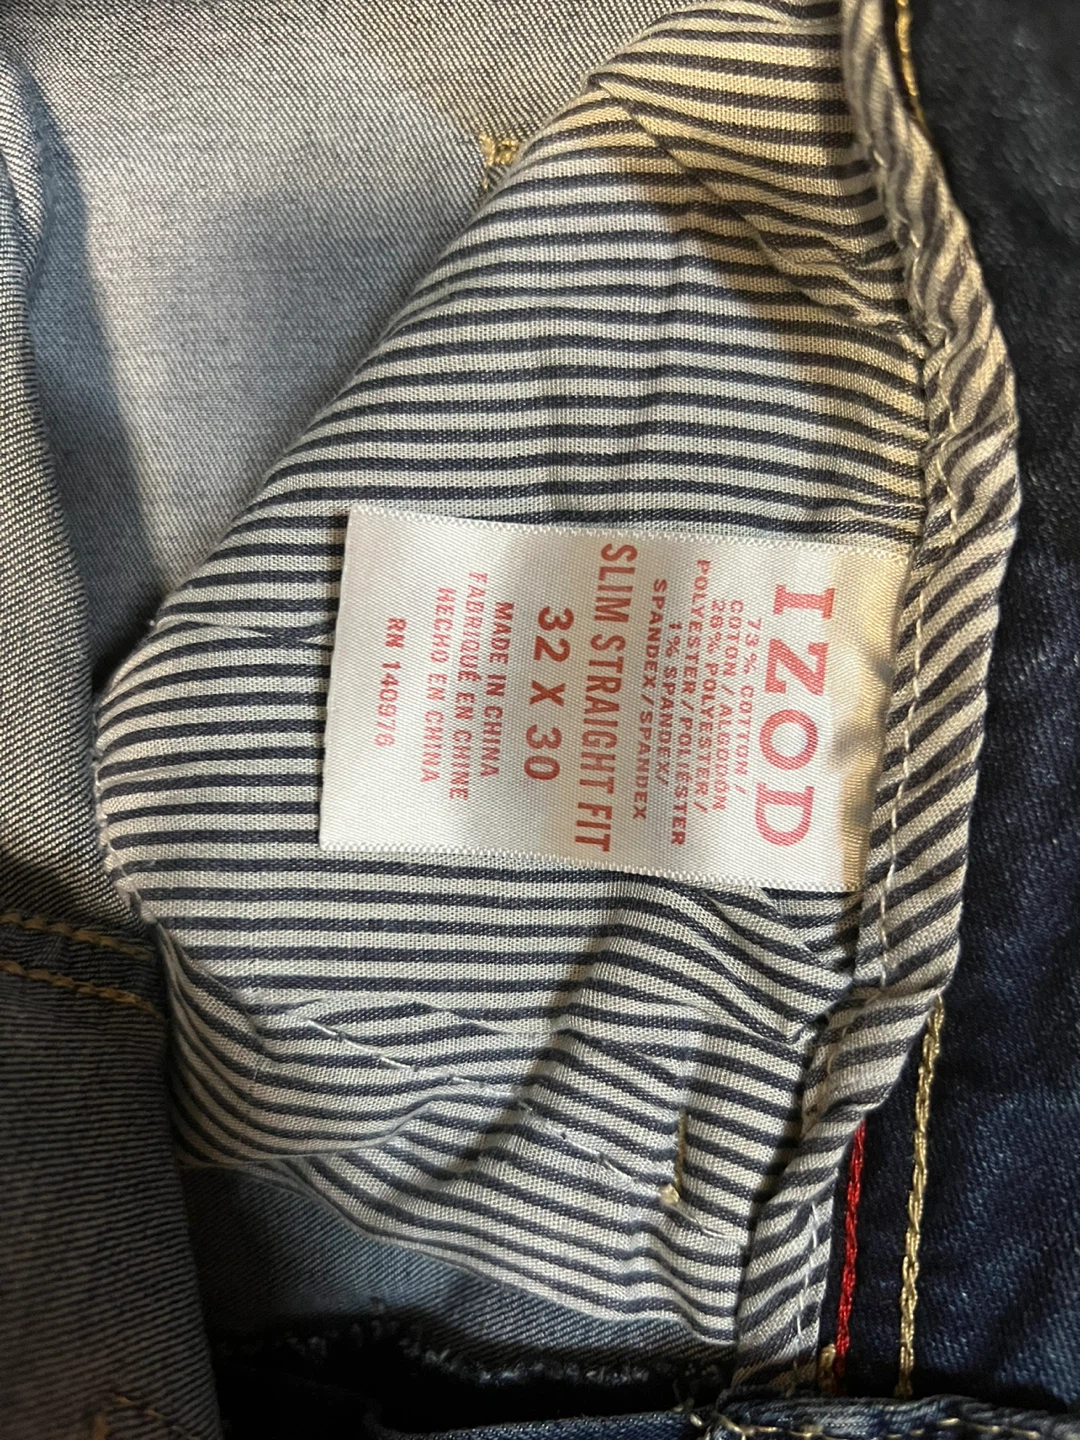 IZOD
73% COTTON /
COTON / ALGODÓN
26% POLYESTER /
POLYESTER / POLIÉSTER
1% SPANDEX/
SPANDEX/SPANDEX
SLIM STRAIGHT FIT
32 X 30
MADE IN CHINA
FABRIQUÉ EN CHINE
HECHO EN CHINA
RN 140976